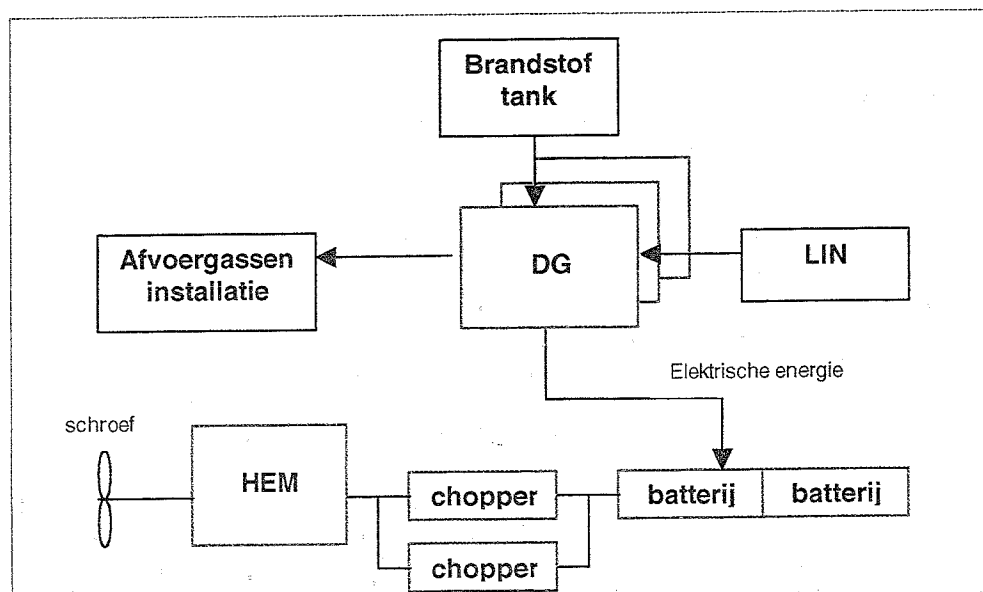 Brandstof
tank
Afvoergassen
installatie
DG
LIN
Elektrische energie
schroef
HEM
chopper
batterij
batterij
chopper